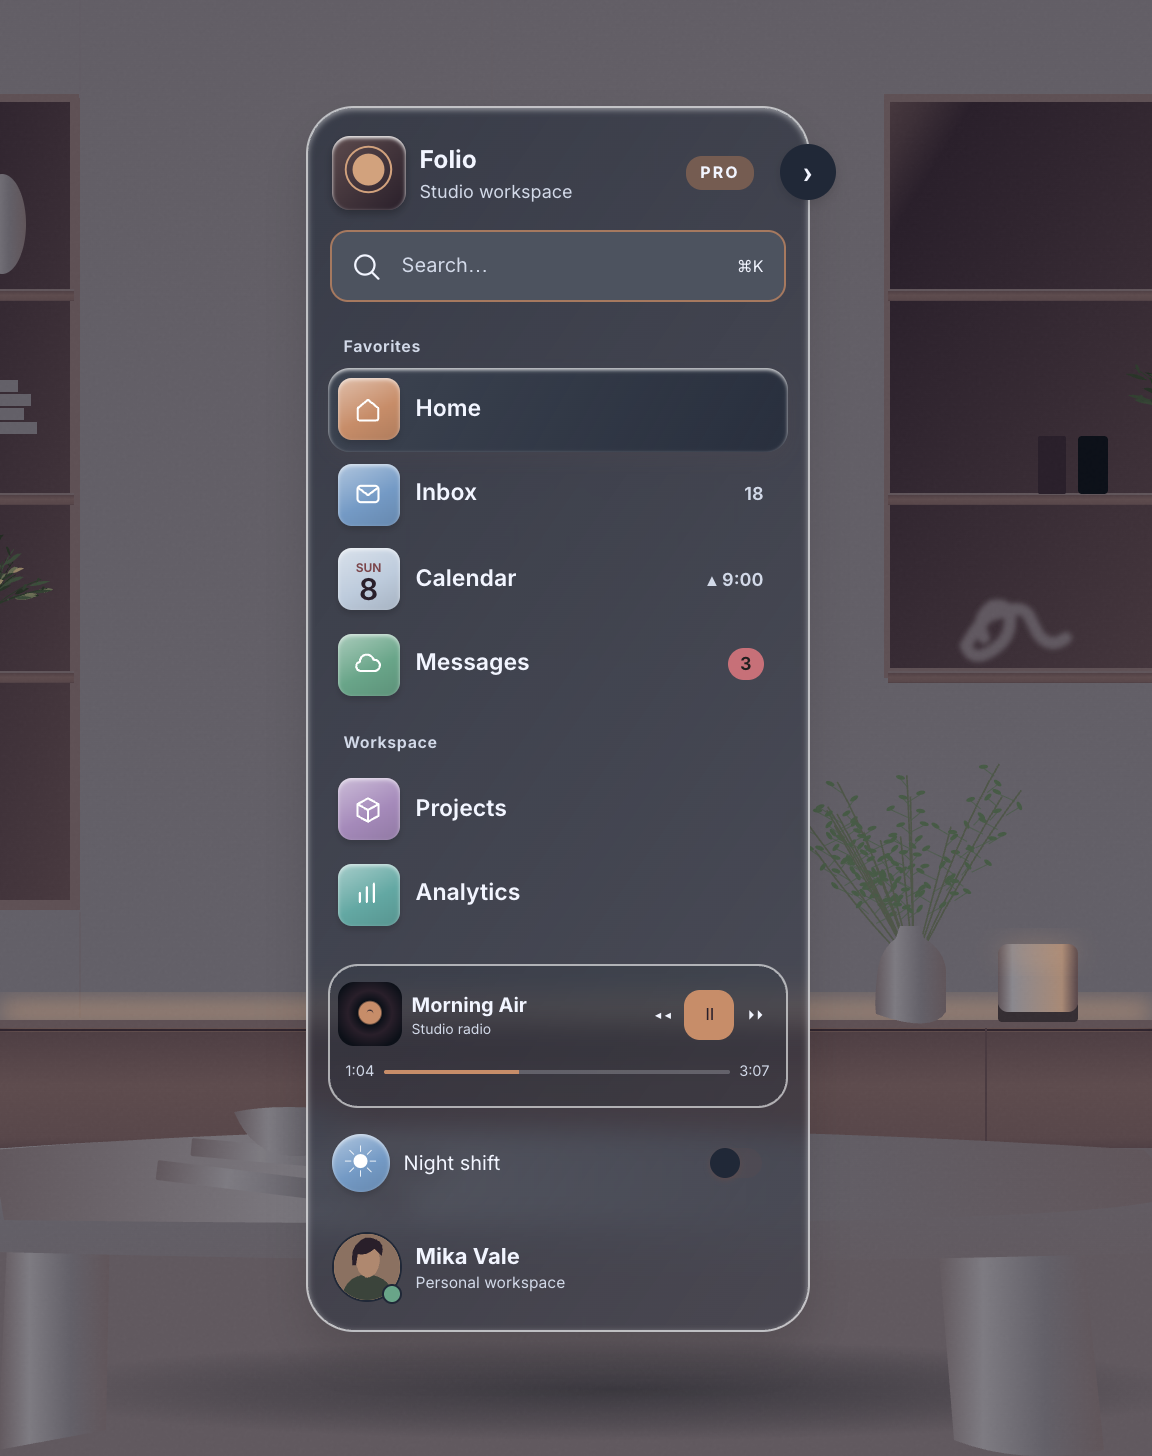 Folio
Studio workspace
PRO
›
Search...
⌘K
Favorites
Home
Inbox
18
SUN
8
Calendar
▲ 9:00
Messages
3
Workspace
Projects
Analytics
Morning Air
Studio radio
1:04
3:07
Night shift
Mika Vale
Personal workspace